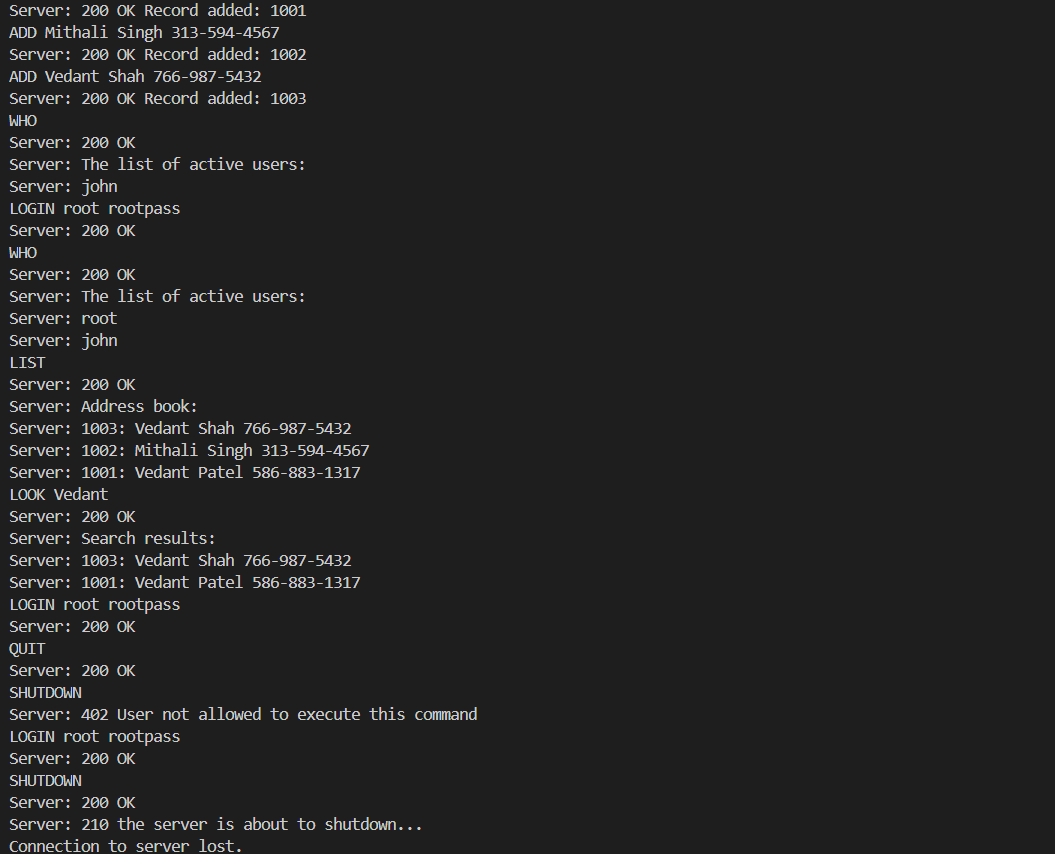 Server: 200 OK Record added: 1001
ADD Mithali Singh 313-594-4567
Server: 200 OK Record added: 1002
ADD Vedant Shah 766-987-5432
Server: 200 OK Record added: 1003
WHO
Server: 200 OK
Server: The list of active users:
Server: john
LOGIN root rootpass
Server: 200 OK
WHO
Server: 200 OK
Server: The list of active users:
Server: root
Server: john
LIST
Server: 200 OK
Server: Address book:
Server: 1003: Vedant Shah 766-987-5432
Server: 1002: Mithali Singh 313-594-4567
Server: 1001: Vedant Patel 586-883-1317
LOOK Vedant
Server: 200 OK
Server: Search results:
Server: 1003: Vedant Shah 766-987-5432
Server: 1001: Vedant Patel 586-883-1317
LOGIN root rootpass
Server: 200 OK
QUIT
Server: 200 OK
SHUTDOWN
Server: 402 User not allowed to execute this command
LOGIN root rootpass
Server: 200 OK
SHUTDOWN
Server: 200 OK
Server: 210 the server is about to shutdown...
Connection to server lost.